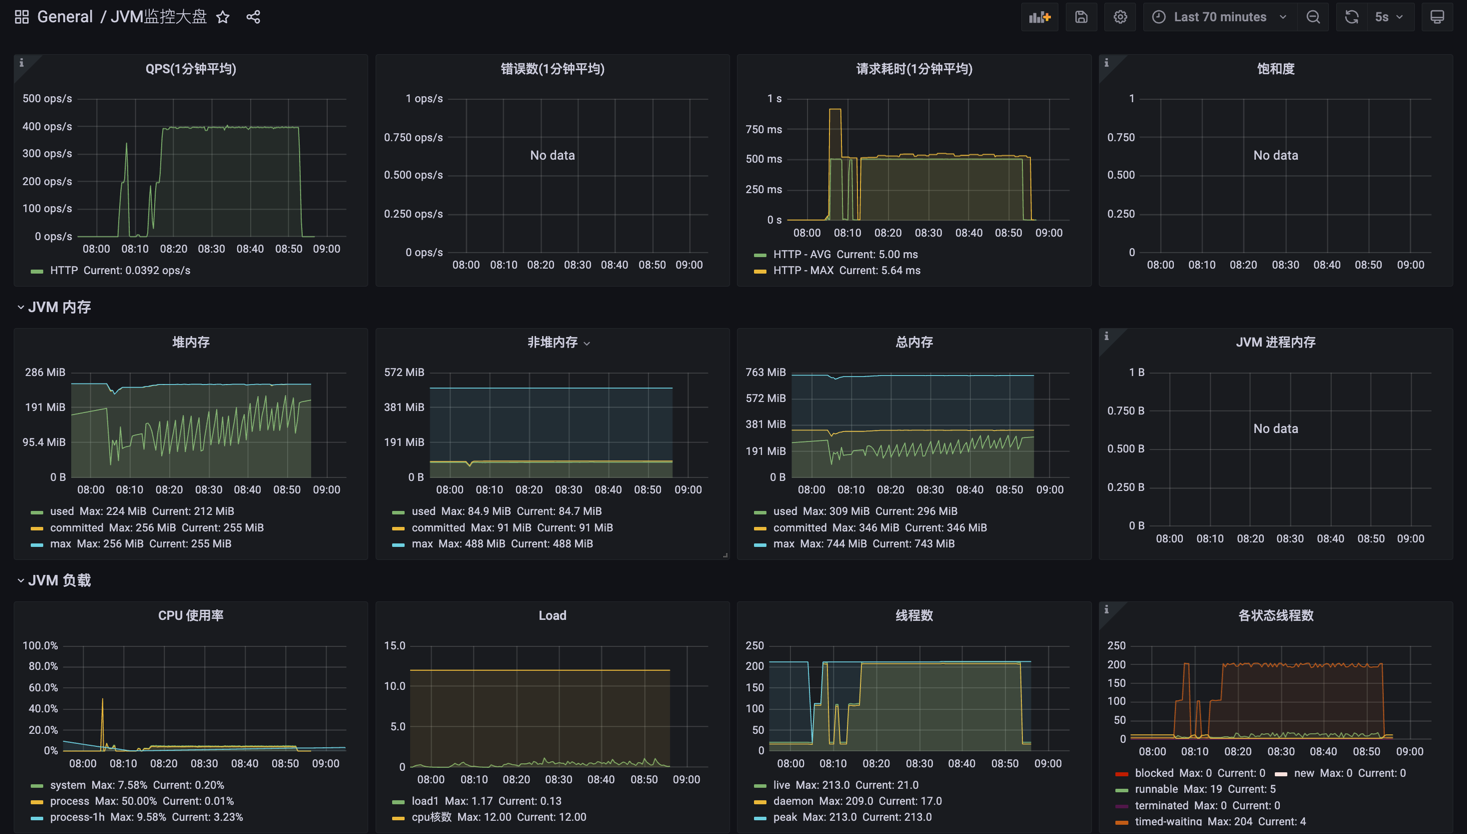 General / JVM监控大盘
Last 70 minutes
5s
QPS(1分钟平均)
500 ops/s
400 ops/s
300 ops/s
200 ops/s
100 ops/s
0 ops/s
08:00 08:10 08:20 08:30 08:40 08:50 09:00
HTTP Current: 0.0392 ops/s
错误数(1分钟平均)
1 ops/s
0.750 ops/s
0.500 ops/s
0.250 ops/s
0 ops/s
No data
08:00 08:10 08:20 08:30 08:40 08:50 09:00
请求耗时(1分钟平均)
1 s
750 ms
500 ms
250 ms
0 s
08:00 08:10 08:20 08:30 08:40 08:50 09:00
HTTP - AVG Current: 5.00 ms
HTTP - MAX Current: 5.64 ms
饱和度
1
0.750
0.500
0.250
0
No data
08:00 08:10 08:20 08:30 08:40 08:50 09:00
JVM 内存
堆内存
286 MiB
191 MiB
95.4 MiB
0 B
08:00 08:10 08:20 08:30 08:40 08:50 09:00
used Max: 224 MiB Current: 212 MiB
committed Max: 256 MiB Current: 255 MiB
max Max: 256 MiB Current: 255 MiB
非堆内存
572 MiB
381 MiB
191 MiB
0 B
08:00 08:10 08:20 08:30 08:40 08:50 09:00
used Max: 84.9 MiB Current: 84.7 MiB
committed Max: 91 MiB Current: 91 MiB
max Max: 488 MiB Current: 488 MiB
总内存
763 MiB
572 MiB
381 MiB
191 MiB
0 B
08:00 08:10 08:20 08:30 08:40 08:50 09:00
used Max: 309 MiB Current: 296 MiB
committed Max: 346 MiB Current: 346 MiB
max Max: 744 MiB Current: 743 MiB
JVM 进程内存
1 B
0.750 B
0.500 B
0.250 B
0 B
No data
08:00 08:10 08:20 08:30 08:40 08:50 09:00
JVM 负载
CPU 使用率
100.0%
80.0%
60.0%
40.0%
20.0%
0%
08:00 08:10 08:20 08:30 08:40 08:50 09:00
system Max: 7.58% Current: 0.20%
process Max: 50.00% Current: 0.01%
process-1h Max: 9.58% Current: 3.23%
Load
15.0
10.0
5.0
0
08:00 08:10 08:20 08:30 08:40 08:50 09:00
load1 Max: 1.17 Current: 0.13
cpu核数 Max: 12.00 Current: 12.00
线程数
250
200
150
100
50
0
08:00 08:10 08:20 08:30 08:40 08:50 09:00
live Max: 213.0 Current: 21.0
daemon Max: 209.0 Current: 17.0
peak Max: 213.0 Current: 213.0
各状态线程数
250
200
150
100
50
0
08:00 08:10 08:20 08:30 08:40 08:50 09:00
blocked Max: 0 Current: 0 new Max: 0 Current: 0
runnable Max: 19 Current: 5
terminated Max: 0 Current: 0
timed-waiting Max: 204 Current: 4